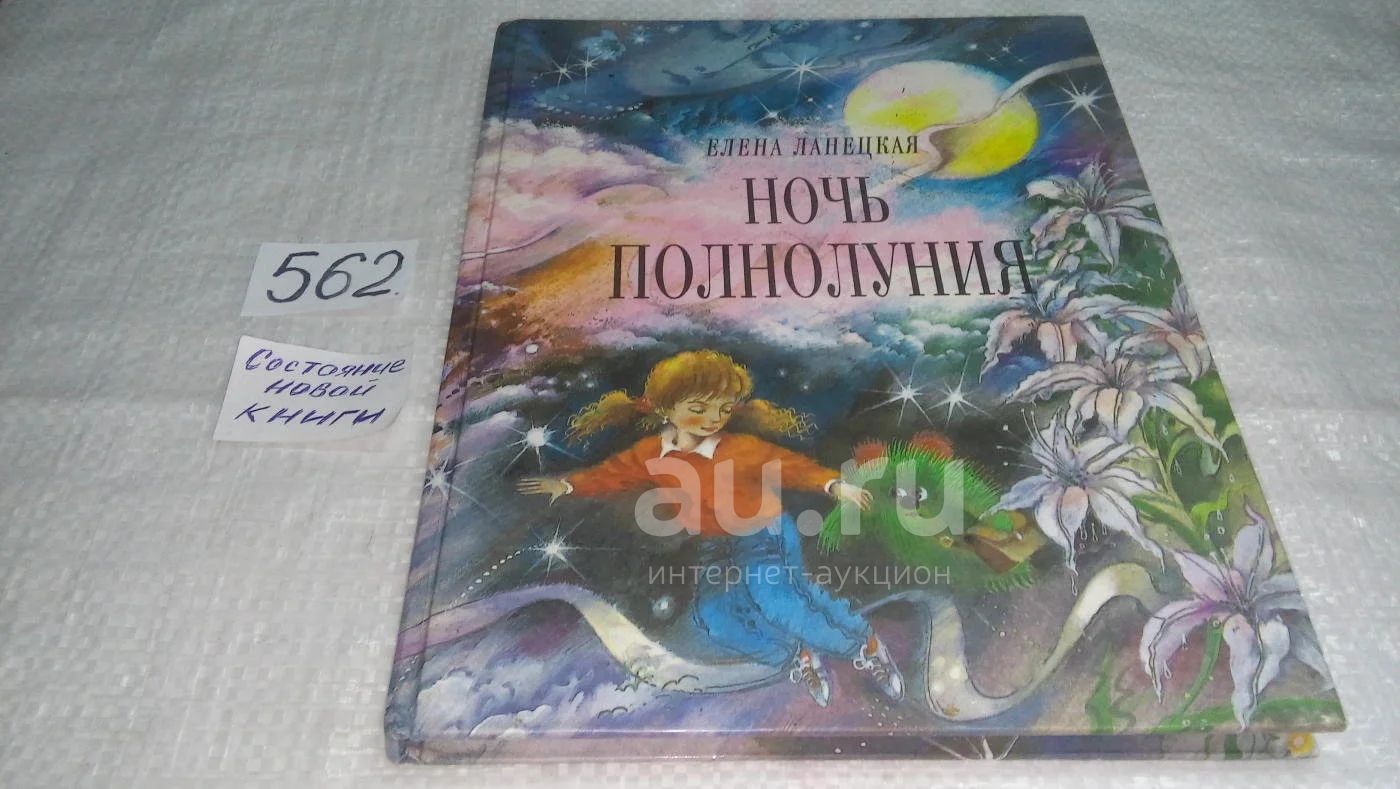 ЕЛЕНА ЛАНЕЦКАЯ
НОЧЬ
ПОЛНОЛУНИЯ
562.
Состояние
новой
книги
au.ru
интернет-аукцион